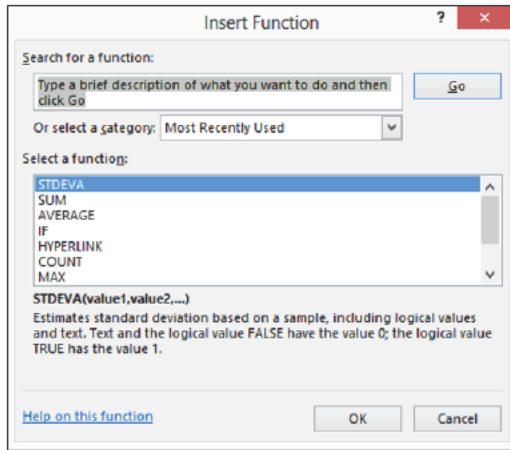 Insert Function
?
Search for a function:
Type a brief description of what you want to do and then
click Go
Go
Or select a category: Most Recently Used
Select a function:
STDEVA
SUM
AVERAGE
IF
HYPERLINK
COUNT
MAX
STDEVA(value1,value2,...)
Estimates standard deviation based on a sample, including logical values
and text. Text and the logical value FALSE have the value 0; the logical value
TRUE has the value 1.
Help on this function
OK
Cancel